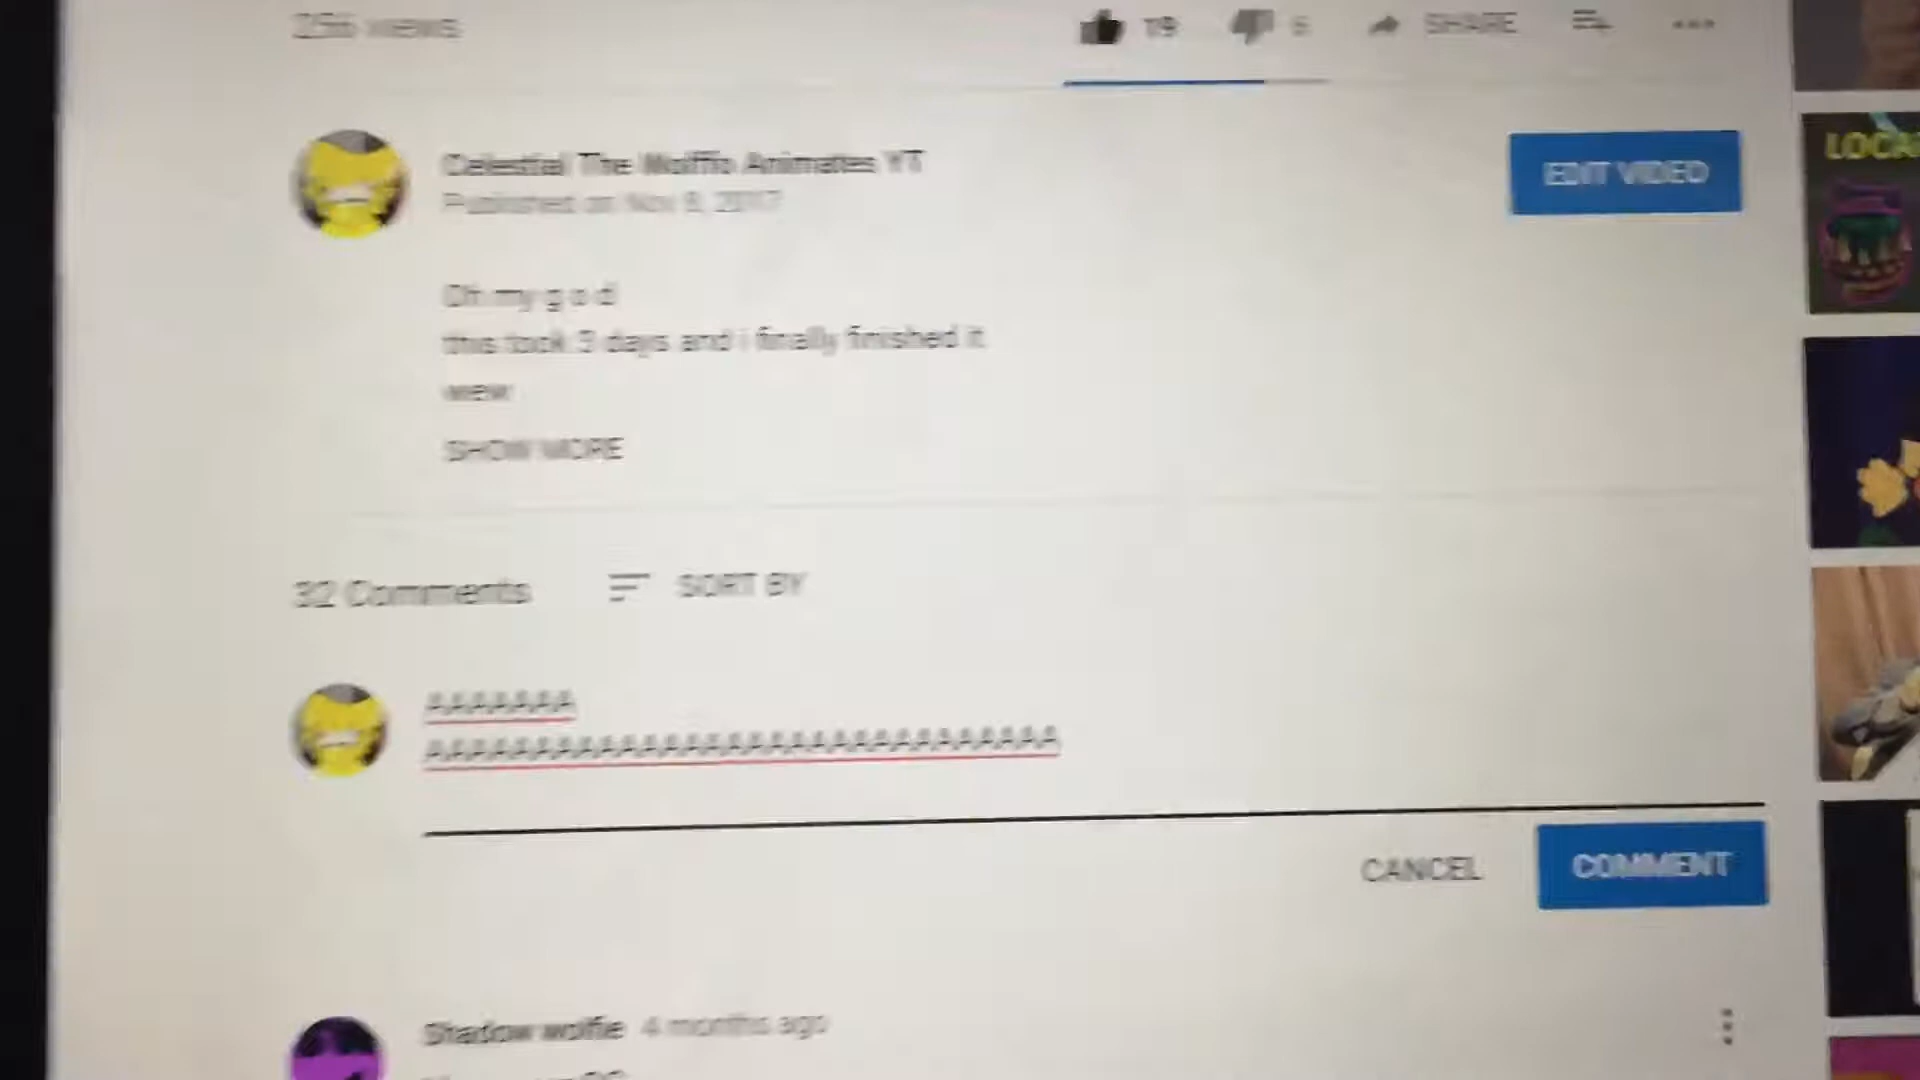 256 views
19
6
SHARE
Celestial The Wolffio Animates YT
Published on Nov 8, 2017
EDIT VIDEO
Oh my g o d
this took 3 days and i finally finished it
wew
SHOW MORE
32 Comments
SORT BY
AAAAAAA
AAAAAAAAAAAAAAAAAAAAAAAAAAAAAA
CANCEL
COMMENT
Shadow wolfie 4 months ago